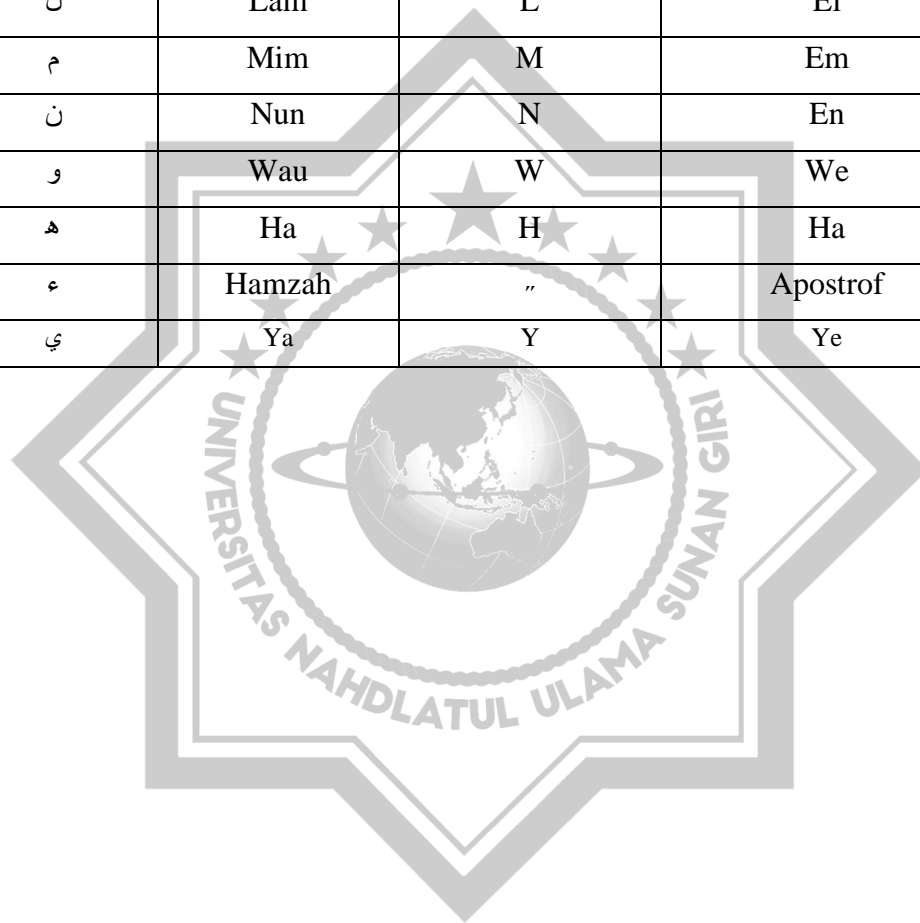 ل Lam L El
م Mim M Em
ن Nun N En
و Wau W We
ه Ha H Ha
ء Hamzah ″ Apostrof
ي Ya Y Ye
UNIVERSITAS NAHDLATUL ULAMA SUNAN GIRI